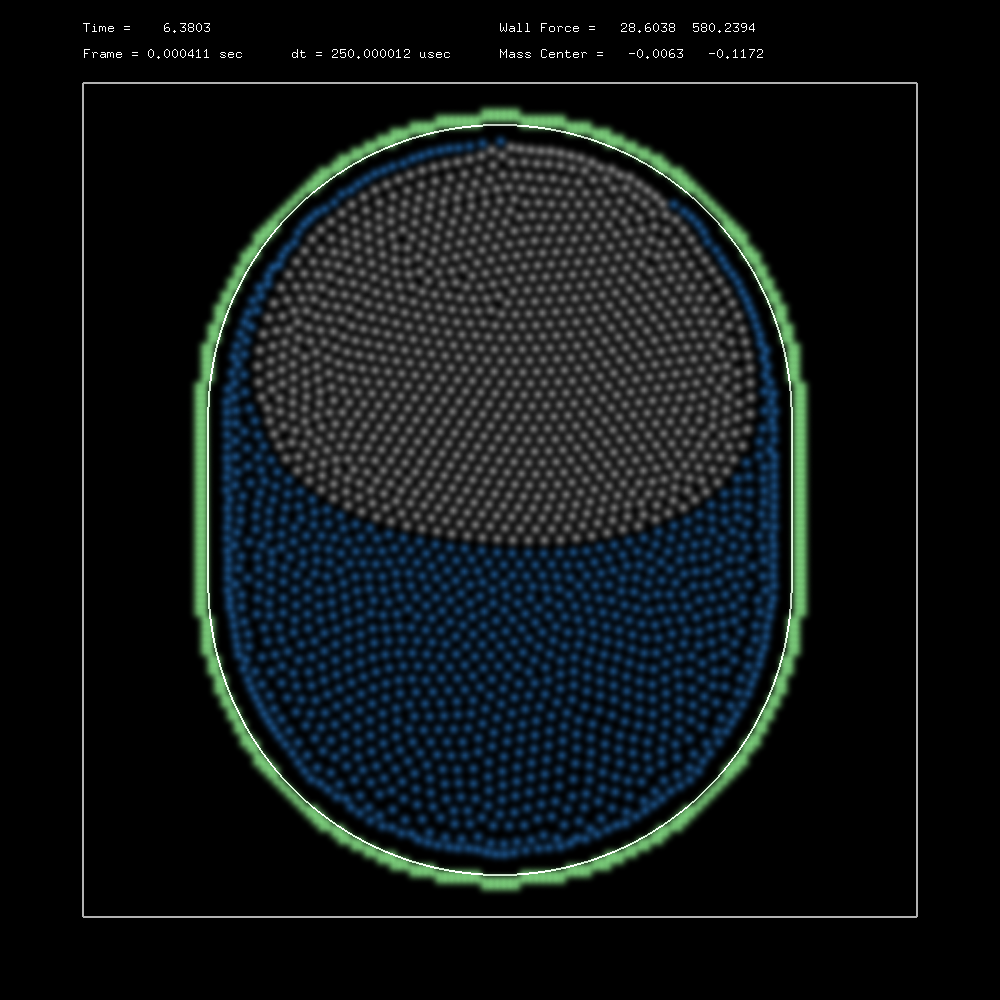 Time =    6.3803    Wall Force =   28.6038  580.2394
Frame = 0.000411 sec    dt = 250.000012 usec    Mass Center =   -0.0063   -0.1172